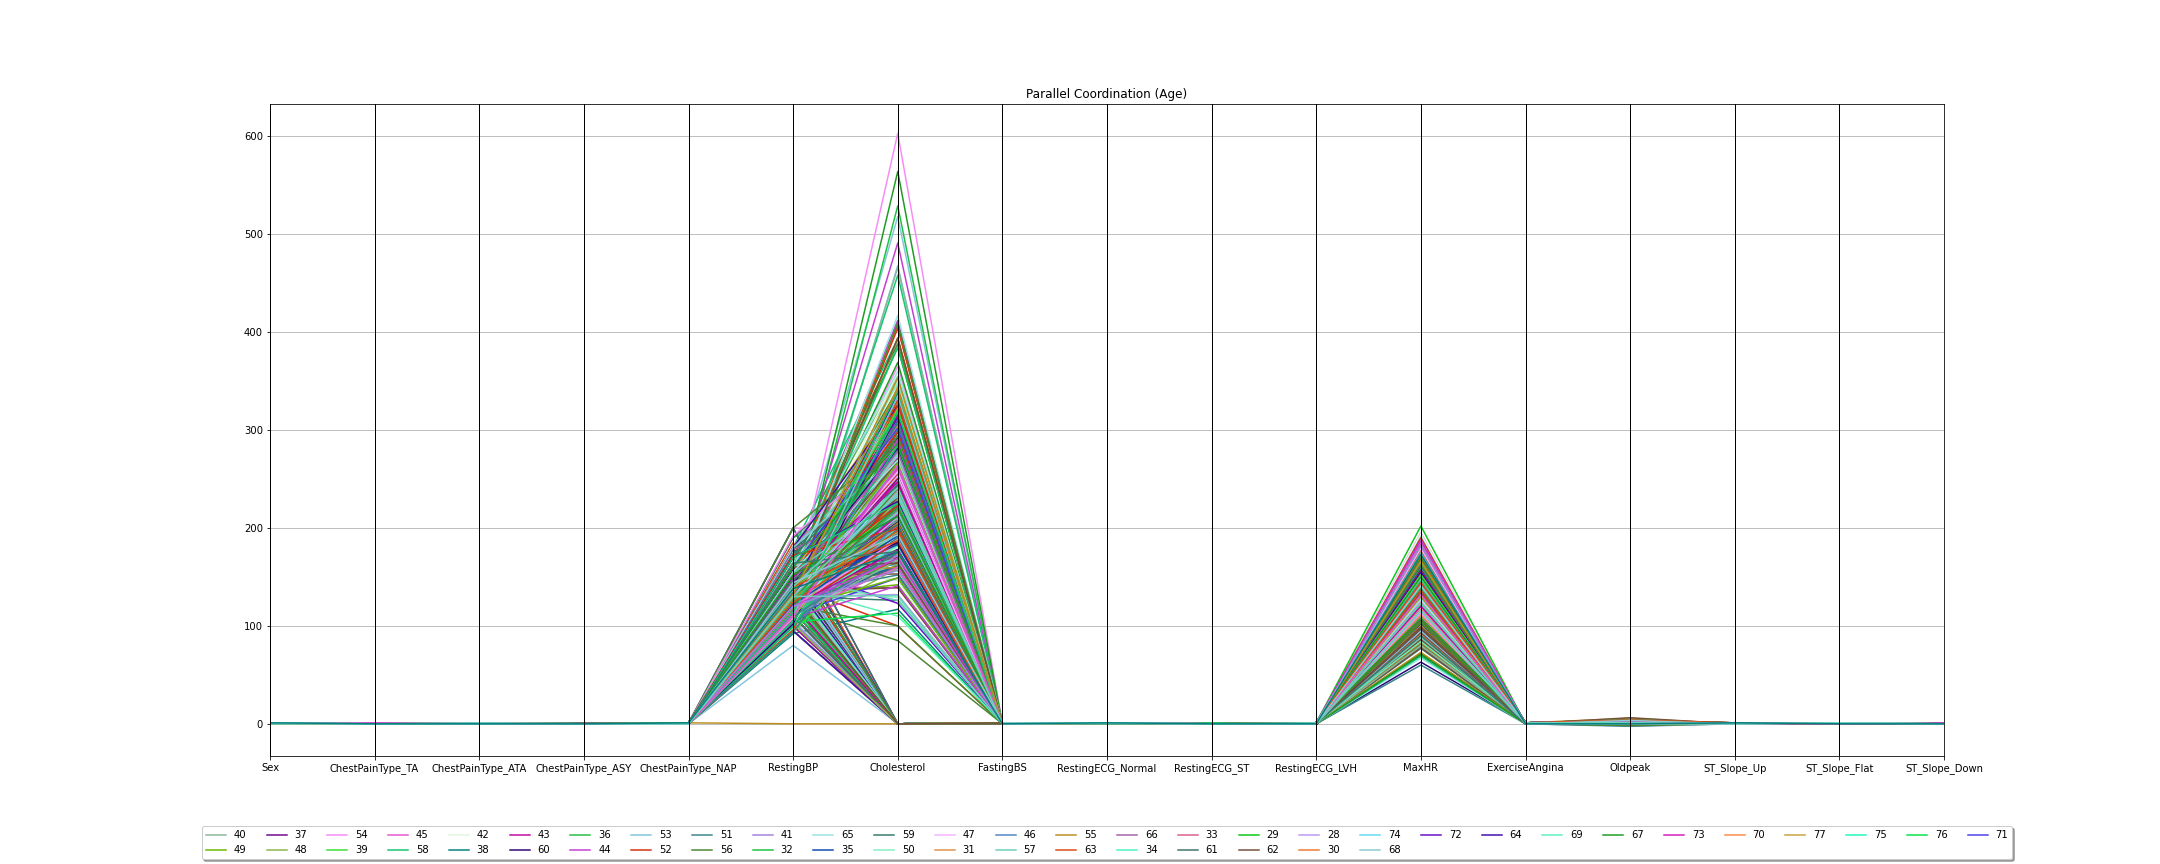 Parallel Coordination (Age)
600
500
400
300
200
100
0
Sex ChestPainType_TA ChestPainType_ATA ChestPainType_ASY ChestPainType_NAP RestingBP Cholesterol FastingBS RestingECG_Normal RestingECG_ST RestingECG_LVH MaxHR ExerciseAngina Oldpeak ST_Slope_Up ST_Slope_Flat ST_Slope_Down
40 37 54 45 42 43 36 53 51 41 65 59 47 46 55 66 33 29 28 74 72 64 69 67 73 70 77 75 76 71
49 48 39 58 38 60 44 52 56 32 35 50 31 57 63 34 61 62 30 68